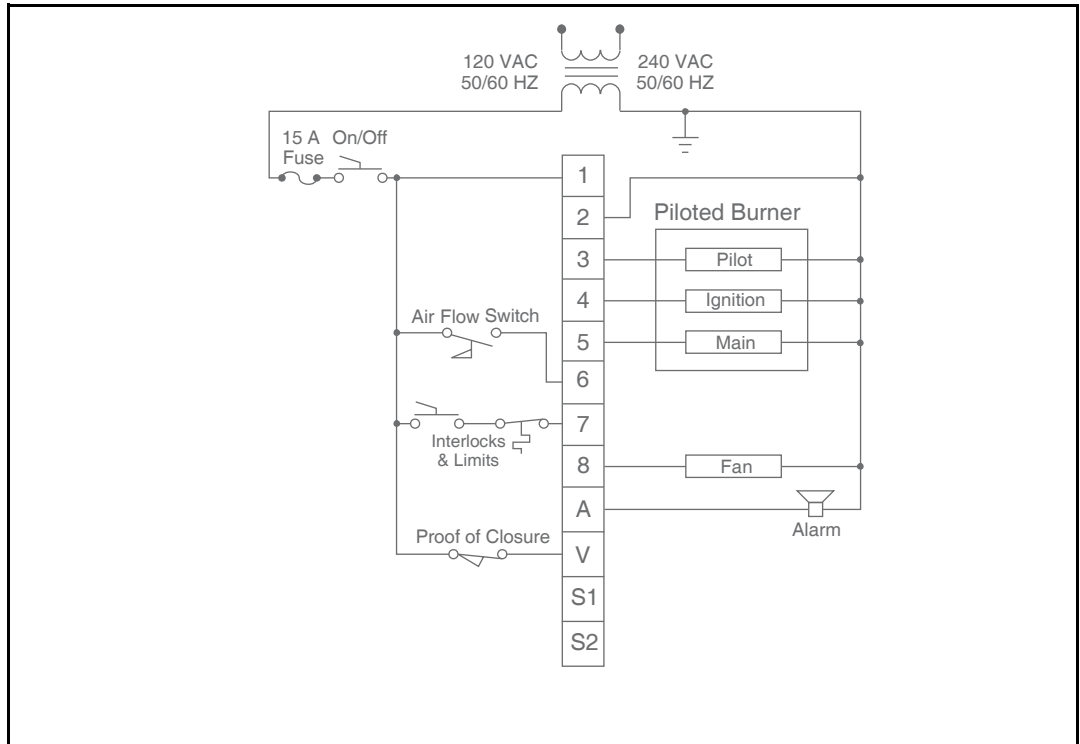 120 VAC
50/60 HZ
240 VAC
50/60 HZ
15 A
Fuse
On/Off
1
2
Piloted Burner
3
Pilot
4
Ignition
Air Flow Switch
5
Main
6
7
Interlocks
& Limits
8
Fan
A
Alarm
Proof of Closure
V
S1
S2